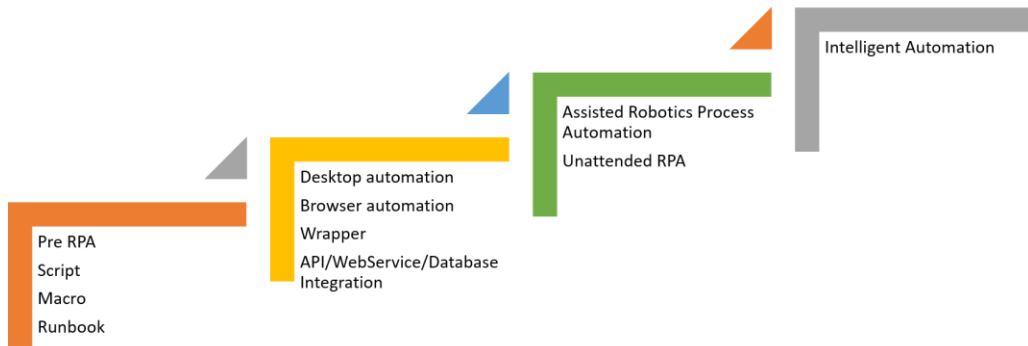 Pre RPA
Script
Macro
Runbook
Desktop automation
Browser automation
Wrapper
API/WebService/Database
Integration
Assisted Robotics Process
Automation
Unattended RPA
Intelligent Automation